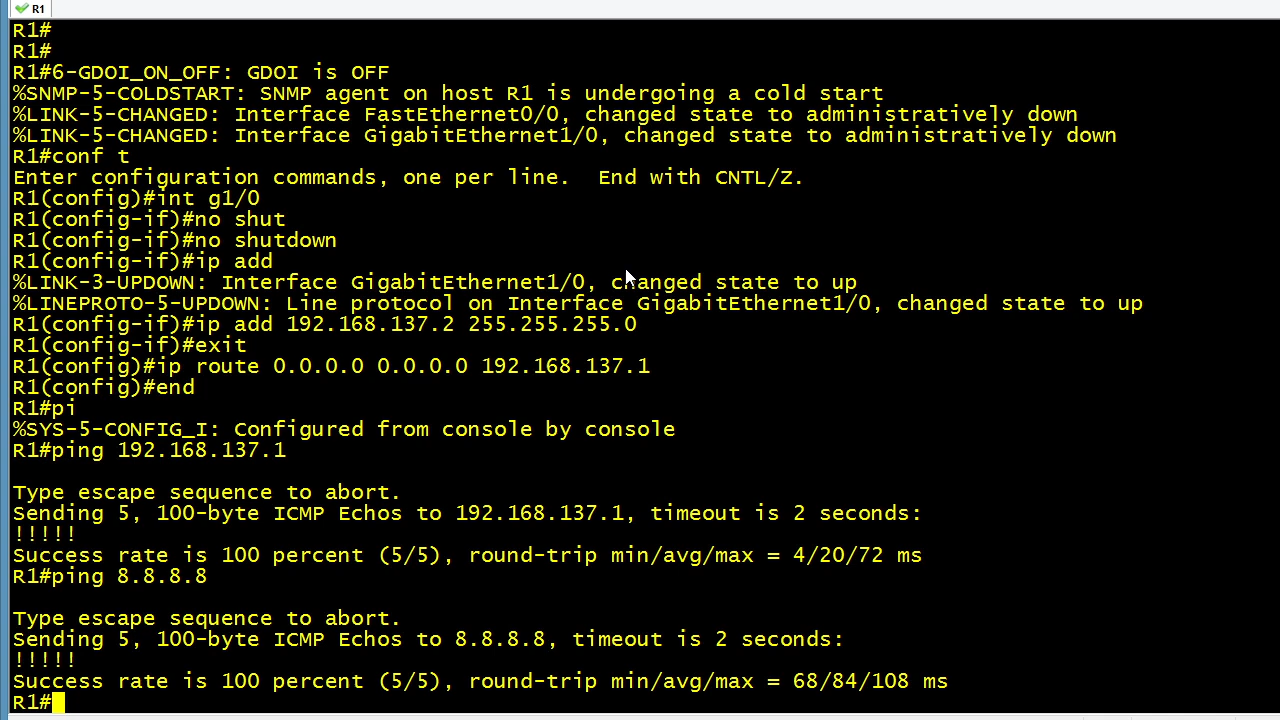 R1
R1#
R1#
R1#6-GDOI_ON_OFF: GDOI is OFF
%SNMP-5-COLDSTART: SNMP agent on host R1 is undergoing a cold start
%LINK-5-CHANGED: Interface FastEthernet0/0, changed state to administratively down
%LINK-5-CHANGED: Interface GigabitEthernet1/0, changed state to administratively down
R1#conf t
Enter configuration commands, one per line.  End with CNTL/Z.
R1(config)#int g1/0
R1(config-if)#no shut
R1(config-if)#no shutdown
R1(config-if)#ip add
%LINK-3-UPDOWN: Interface GigabitEthernet1/0, changed state to up
%LINEPROTO-5-UPDOWN: Line protocol on Interface GigabitEthernet1/0, changed state to up
R1(config-if)#ip add 192.168.137.2 255.255.255.0
R1(config-if)#exit
R1(config)#ip route 0.0.0.0 0.0.0.0 192.168.137.1
R1(config)#end
R1#pi
%SYS-5-CONFIG_I: Configured from console by console
R1#ping 192.168.137.1
Type escape sequence to abort.
Sending 5, 100-byte ICMP Echos to 192.168.137.1, timeout is 2 seconds:
!!!!!
Success rate is 100 percent (5/5), round-trip min/avg/max = 4/20/72 ms
R1#ping 8.8.8.8
Type escape sequence to abort.
Sending 5, 100-byte ICMP Echos to 8.8.8.8, timeout is 2 seconds:
!!!!!
Success rate is 100 percent (5/5), round-trip min/avg/max = 68/84/108 ms
R1#